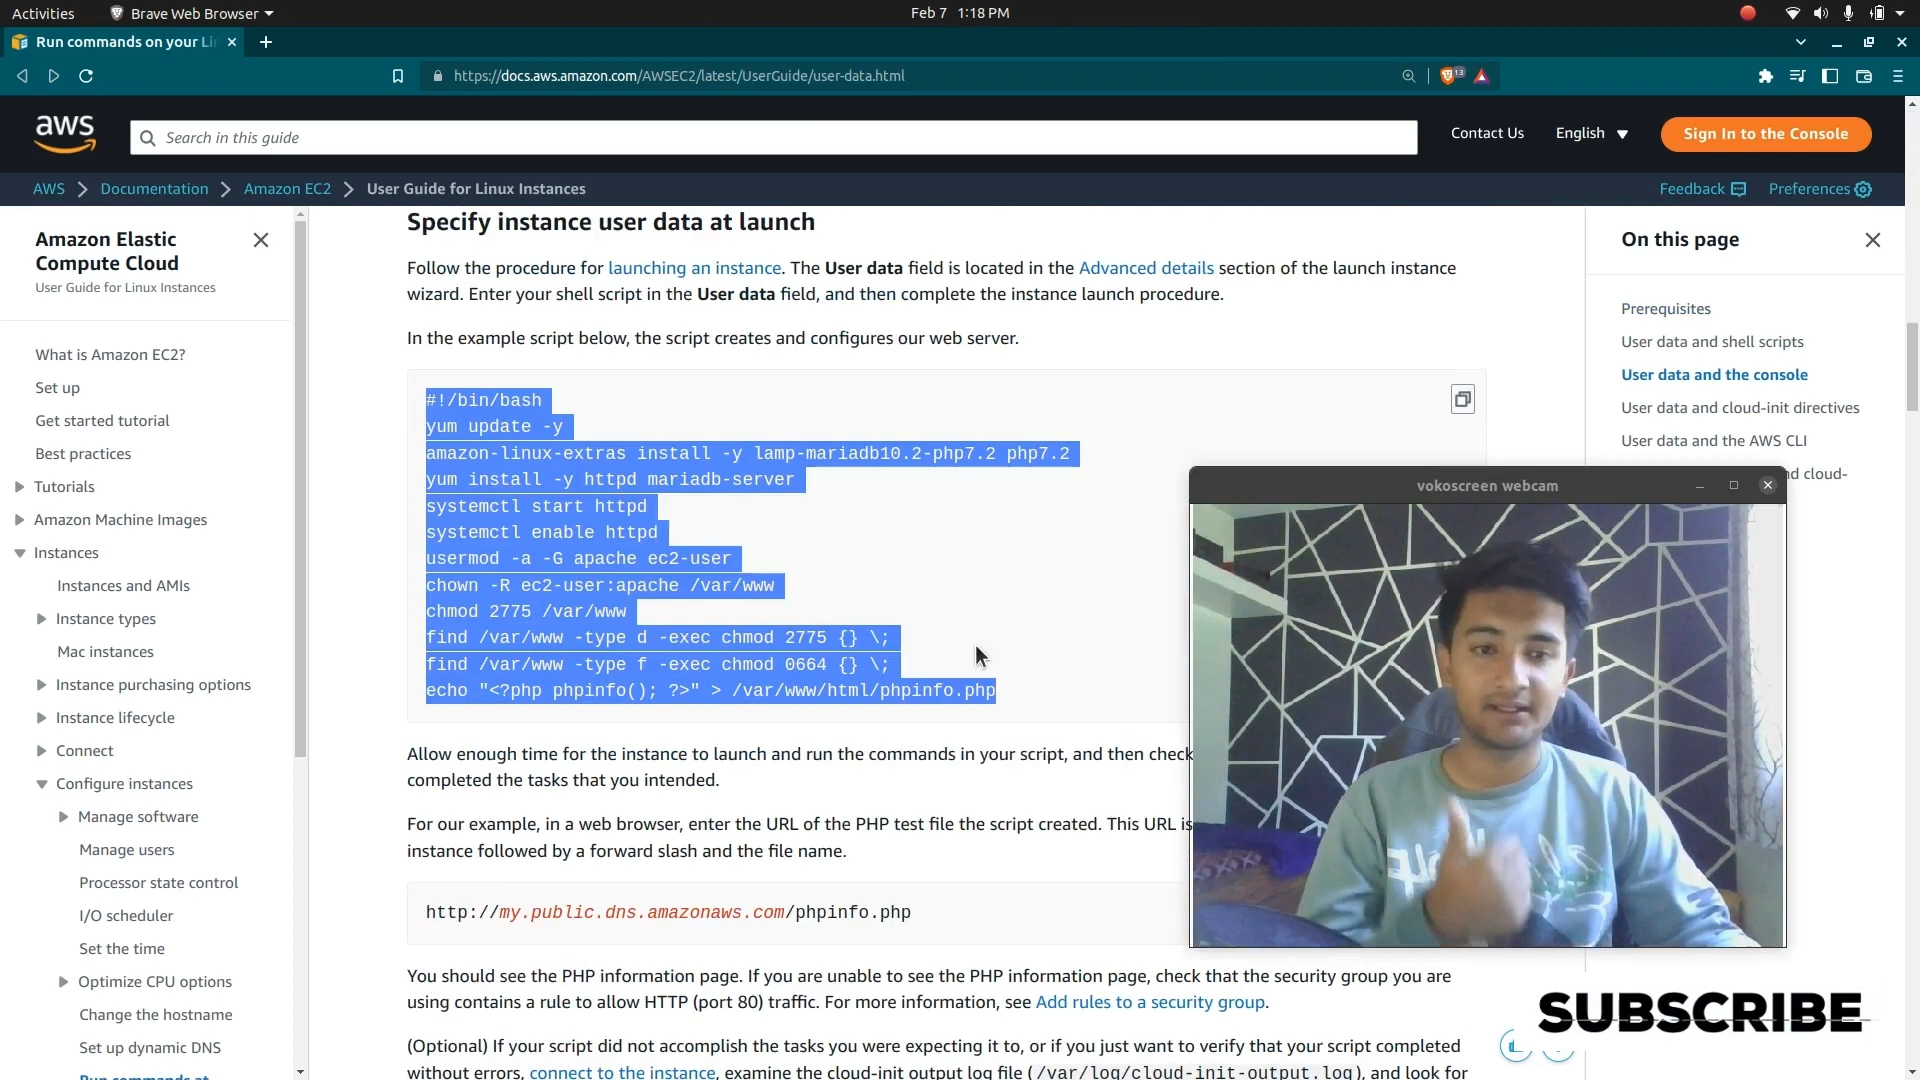 Activities
Brave Web Browser
Feb 7 1:18 PM
Run commands on your Li
https://docs.aws.amazon.com/AWSEC2/latest/UserGuide/user-data.html
13
aws
Search in this guide
Contact Us
English
Sign In to the Console
AWS
Documentation
Amazon EC2
User Guide for Linux Instances
Feedback
Preferences
Amazon Elastic
Compute Cloud
User Guide for Linux Instances
What is Amazon EC2?
Set up
Get started tutorial
Best practices
Tutorials
Amazon Machine Images
Instances
Instances and AMIs
Instance types
Mac instances
Instance purchasing options
Instance lifecycle
Connect
Configure instances
Manage software
Manage users
Processor state control
I/O scheduler
Set the time
Optimize CPU options
Change the hostname
Set up dynamic DNS
Run commands at
Specify instance user data at launch
Follow the procedure for launching an instance. The User data field is located in the Advanced details section of the launch instance
wizard. Enter your shell script in the User data field, and then complete the instance launch procedure.
In the example script below, the script creates and configures our web server.
#!/bin/bash
yum update -y
amazon-linux-extras install -y lamp-mariadb10.2-php7.2 php7.2
yum install -y httpd mariadb-server
systemctl start httpd
systemctl enable httpd
usermod -a -G apache ec2-user
chown -R ec2-user:apache /var/www
chmod 2775 /var/www
find /var/www -type d -exec chmod 2775 {} \;
find /var/www -type f -exec chmod 0664 {} \;
echo "<?php phpinfo(); ?>" > /var/www/html/phpinfo.php
Allow enough time for the instance to launch and run the commands in your script, and then check
completed the tasks that you intended.
For our example, in a web browser, enter the URL of the PHP test file the script created. This URL is
instance followed by a forward slash and the file name.
http://my.public.dns.amazonaws.com/phpinfo.php
You should see the PHP information page. If you are unable to see the PHP information page, check that the security group you are
using contains a rule to allow HTTP (port 80) traffic. For more information, see Add rules to a security group.
(Optional) If your script did not accomplish the tasks you were expecting it to, or if you just want to verify that your script completed
without errors, connect to the instance, examine the cloud-init output log file (/var/log/cloud-init-output.log), and look for
On this page
Prerequisites
User data and shell scripts
User data and the console
User data and cloud-init directives
User data and the AWS CLI
nd cloud-
vokoscreen webcam
SUBSCRIBE